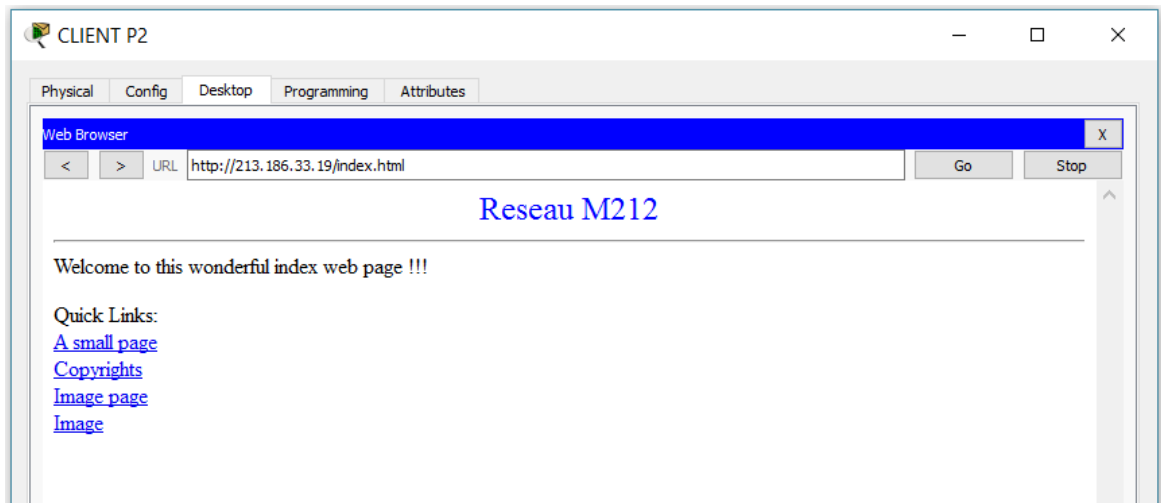 CLIENT P2
Physical Config Desktop Programming Attributes
Web Browser X
< > URL http://213.186.33.19/index.html Go Stop
Reseau M212
Welcome to this wonderful index web page !!!
Quick Links:
A small page
Copyrights
Image page
Image